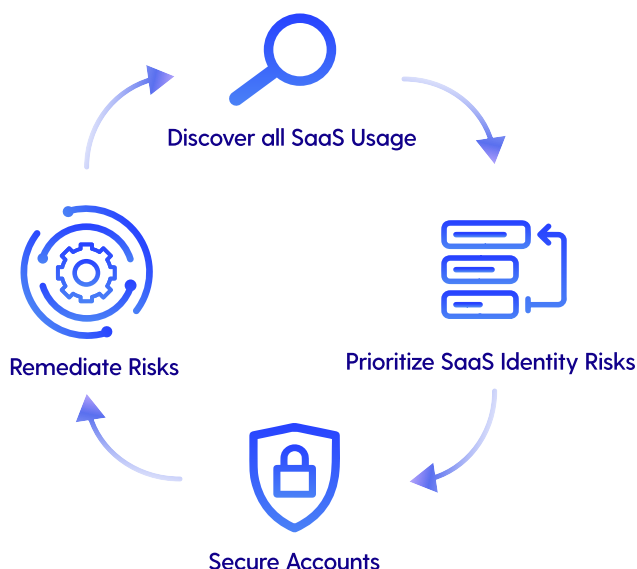 Discover all SaaS Usage
Prioritize SaaS Identity Risks
Secure Accounts
Remediate Risks